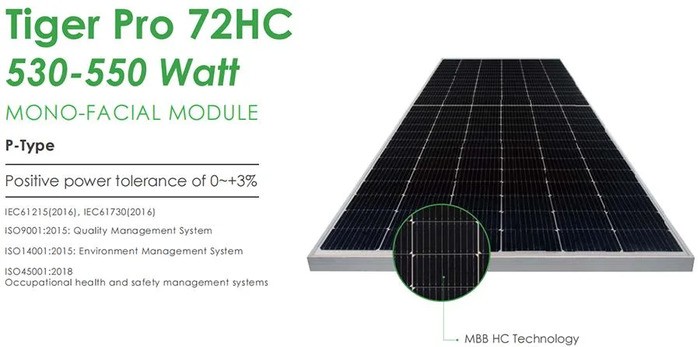 Tiger Pro 72HC
530-550 Watt
MONO-FACIAL MODULE
P-Type
Positive power tolerance of 0~+3%
IEC61215(2016), IEC61730(2016)
ISO9001:2015: Quality Management System
ISO14001:2015: Environment Management System
ISO45001:2018
Occupational health and safety management systems
MBB HC Technology